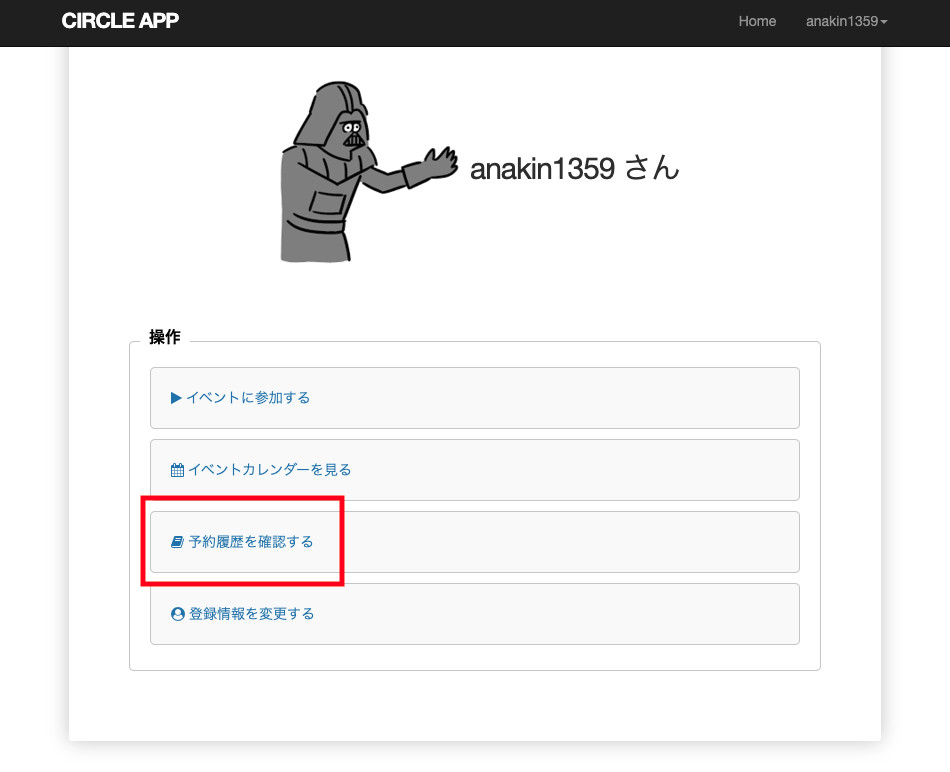 CIRCLE APP
Home
anakin1359
anakin1359 さん
操作
イベントに参加する
イベントカレンダーを見る
予約履歴を確認する
登録情報を変更する